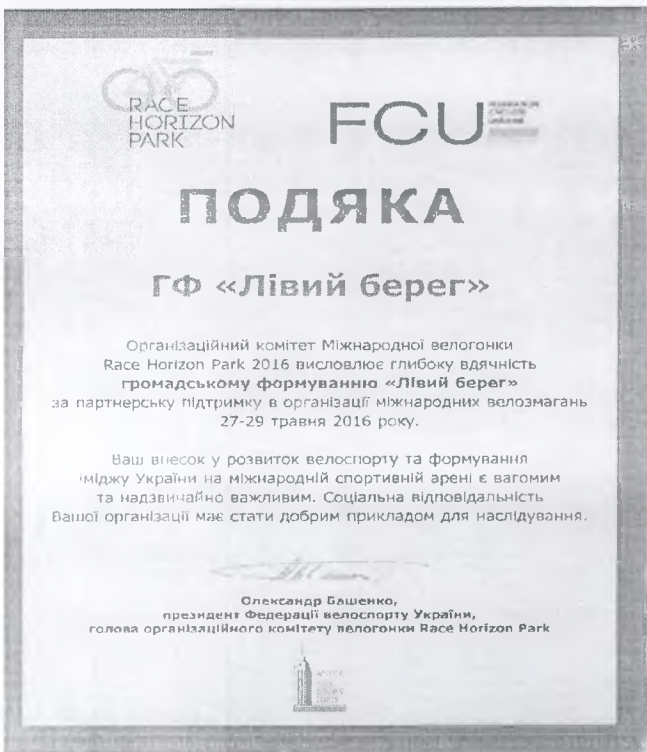 RACE
HORIZON
PARK
FCU
FEDERATION
CYCLISM
UKRAINE
ПОДЯКА
ГФ «Лівий берег»
Організаційний комітет Міжнародної велогонки
Race Horizon Park 2016 висловлює глибоку вдячність
громадському формуванню «Лівий берег»
за партнерську підтримку в організації міжнародних велозмагань
27-29 травня 2016 року.
Ваш внесок у розвиток велоспорту та формування
іміджу України на міжнародній спортивній арені є вагомим
та надзвичайно важливим. Соціальна відповідальність
Вашої організації має стати добрим прикладом для наслідування.
Олександр Башенко,
президент Федерації велоспорту України,
голова організаційного комітету велогонки Race Horizon Park